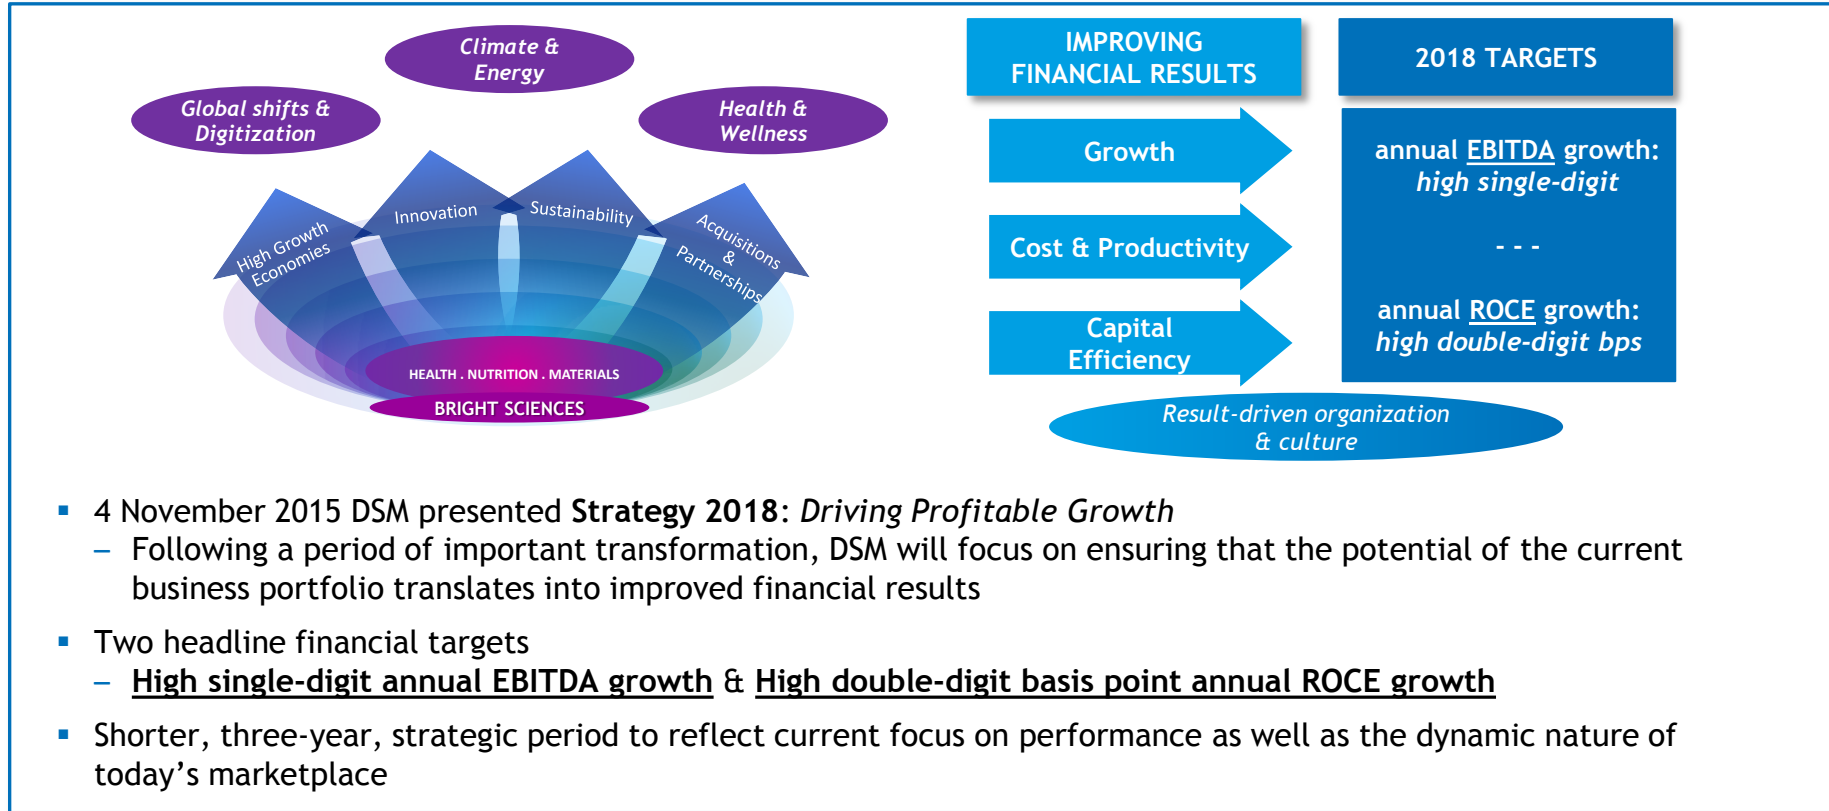 Climate &
Energy
Global shifts &
Digitization
Health &
Wellness
High Growth
Economies
Innovation
Sustainability
Acquisitions
&
Partnerships
HEALTH . NUTRITION . MATERIALS
BRIGHT SCIENCES
IMPROVING
FINANCIAL RESULTS
2018 TARGETS
Growth
Cost & Productivity
Capital
Efficiency
annual EBITDA growth:
high single-digit
- - -
annual ROCE growth:
high double-digit bps
Result-driven organization
& culture
▪ 4 November 2015 DSM presented Strategy 2018: Driving Profitable Growth
– Following a period of important transformation, DSM will focus on ensuring that the potential of the current
business portfolio translates into improved financial results
▪ Two headline financial targets
– High single-digit annual EBITDA growth & High double-digit basis point annual ROCE growth
▪ Shorter, three-year, strategic period to reflect current focus on performance as well as the dynamic nature of
today’s marketplace